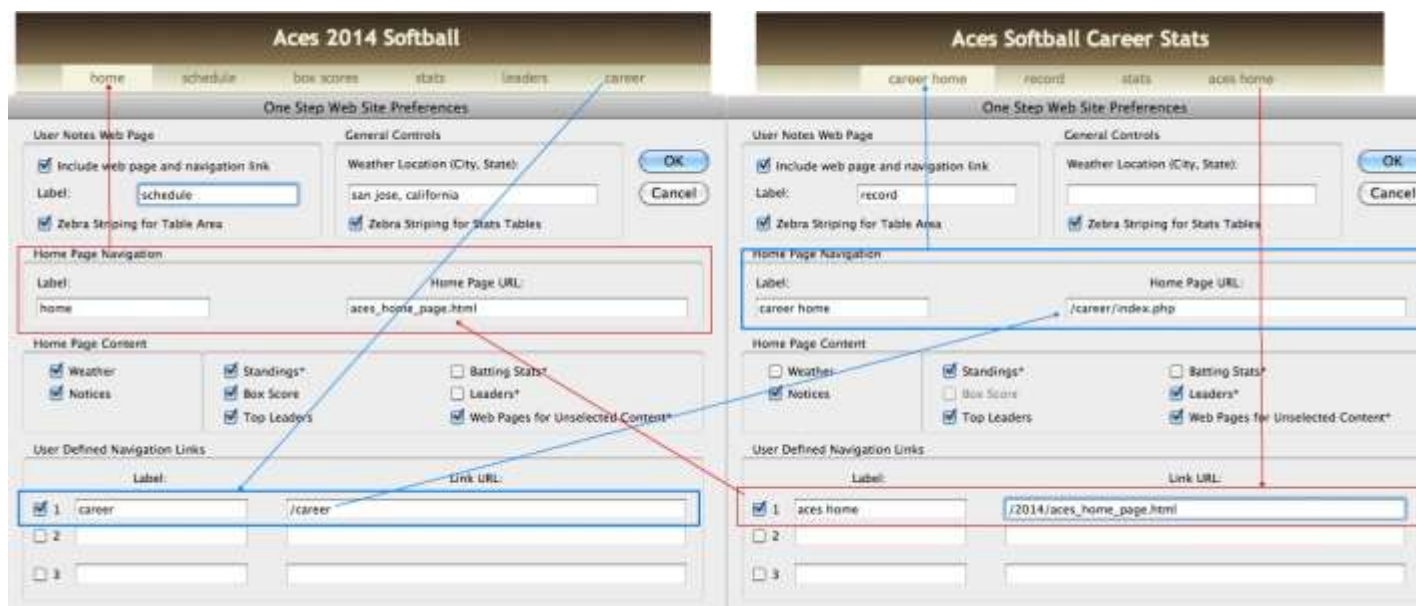 Aces 2014 Softball
home schedule box scores stats leaders career
One Step Web Site Preferences
User Notes Web Page
General Controls
Include web page and navigation link
Weather Location (City, State):
OK
Label:
schedule
san jose, california
Cancel
Zebra Striping for Table Area
Zebra Striping for Stats Tables
Home Page Navigation
Label:
Home Page URL:
home
aces_home_page.html
Home Page Content
Weather
Standings*
Batting Stats*
Notices
Box Score
Leaders*
Top Leaders
Web Pages for Unselected Content*
User Defined Navigation Links
Label:
Link URL:
1 career /career
2
3
Aces Softball Career Stats
career home record stats aces home
One Step Web Site Preferences
User Notes Web Page
General Controls
Include web page and navigation link
Weather Location (City, State):
OK
Label:
record
Cancel
Zebra Striping for Table Area
Zebra Striping for Stats Tables
Home Page Navigation
Label:
Home Page URL:
career home
/career/index.php
Home Page Content
Weather
Standings*
Batting Stats*
Notices
Box Score
Leaders*
Top Leaders
Web Pages for Unselected Content*
User Defined Navigation Links
Label:
Link URL:
1 aces home /2014/aces_home_page.html
2
3